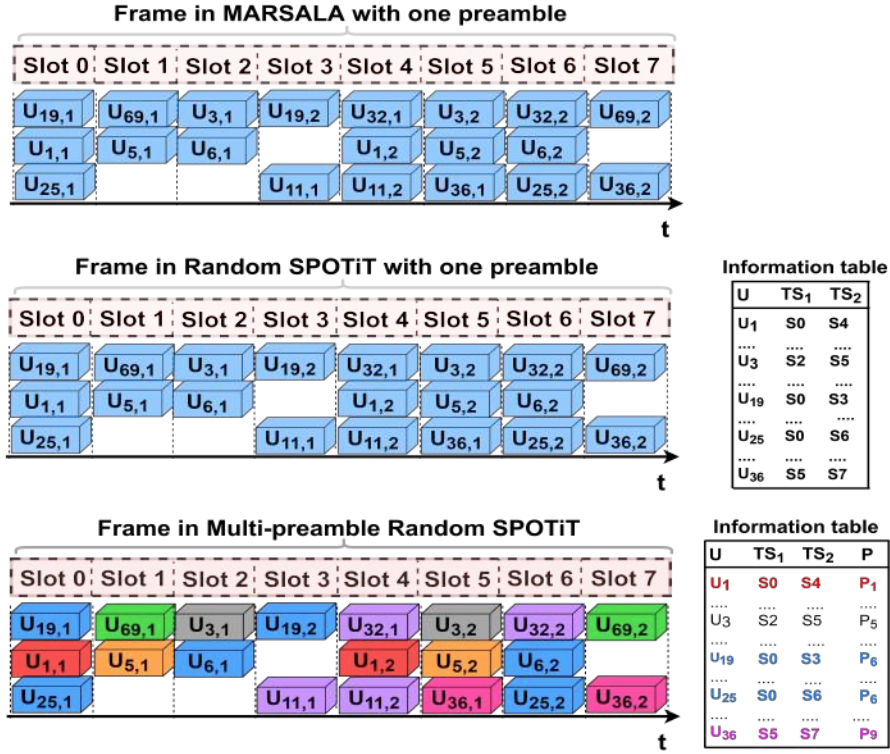 Frame in MARSALA with one preamble
Slot 0 Slot 1 Slot 2 Slot 3 Slot 4 Slot 5 Slot 6 Slot 7
U19,1 U69,1 U3,1 U19,2 U32,1 U3,2 U32,2 U69,2
U1,1 U5,1 U6,1 U1,2 U5,2 U6,2
U25,1 U11,1 U11,2 U36,1 U25,2 U36,2
t
Frame in Random SPOTiT with one preamble
Slot 0 Slot 1 Slot 2 Slot 3 Slot 4 Slot 5 Slot 6 Slot 7
U19,1 U69,1 U3,1 U19,2 U32,1 U3,2 U32,2 U69,2
U1,1 U5,1 U6,1 U1,2 U5,2 U6,2
U25,1 U11,1 U11,2 U36,1 U25,2 U36,2
t
Information table
U TS1 TS2
U1 S0 S4
.... .... ....
U3 S2 S5
.... .... ....
U19 S0 S3
.... .... ....
U25 S0 S6
.... .... ....
U36 S5 S7
Frame in Multi-preamble Random SPOTiT
Slot 0 Slot 1 Slot 2 Slot 3 Slot 4 Slot 5 Slot 6 Slot 7
U19,1 U69,1 U3,1 U19,2 U32,1 U3,2 U32,2 U69,2
U1,1 U5,1 U6,1 U1,2 U5,2 U6,2
U25,1 U11,1 U11,2 U36,1 U25,2 U36,2
t
Information table
U TS1 TS2 P
U1 S0 S4 P1
.... .... .... ....
U3 S2 S5 P5
.... .... .... ....
U19 S0 S3 P6
.... .... .... ....
U25 S0 S6 P6
.... .... .... ....
U36 S5 S7 P9